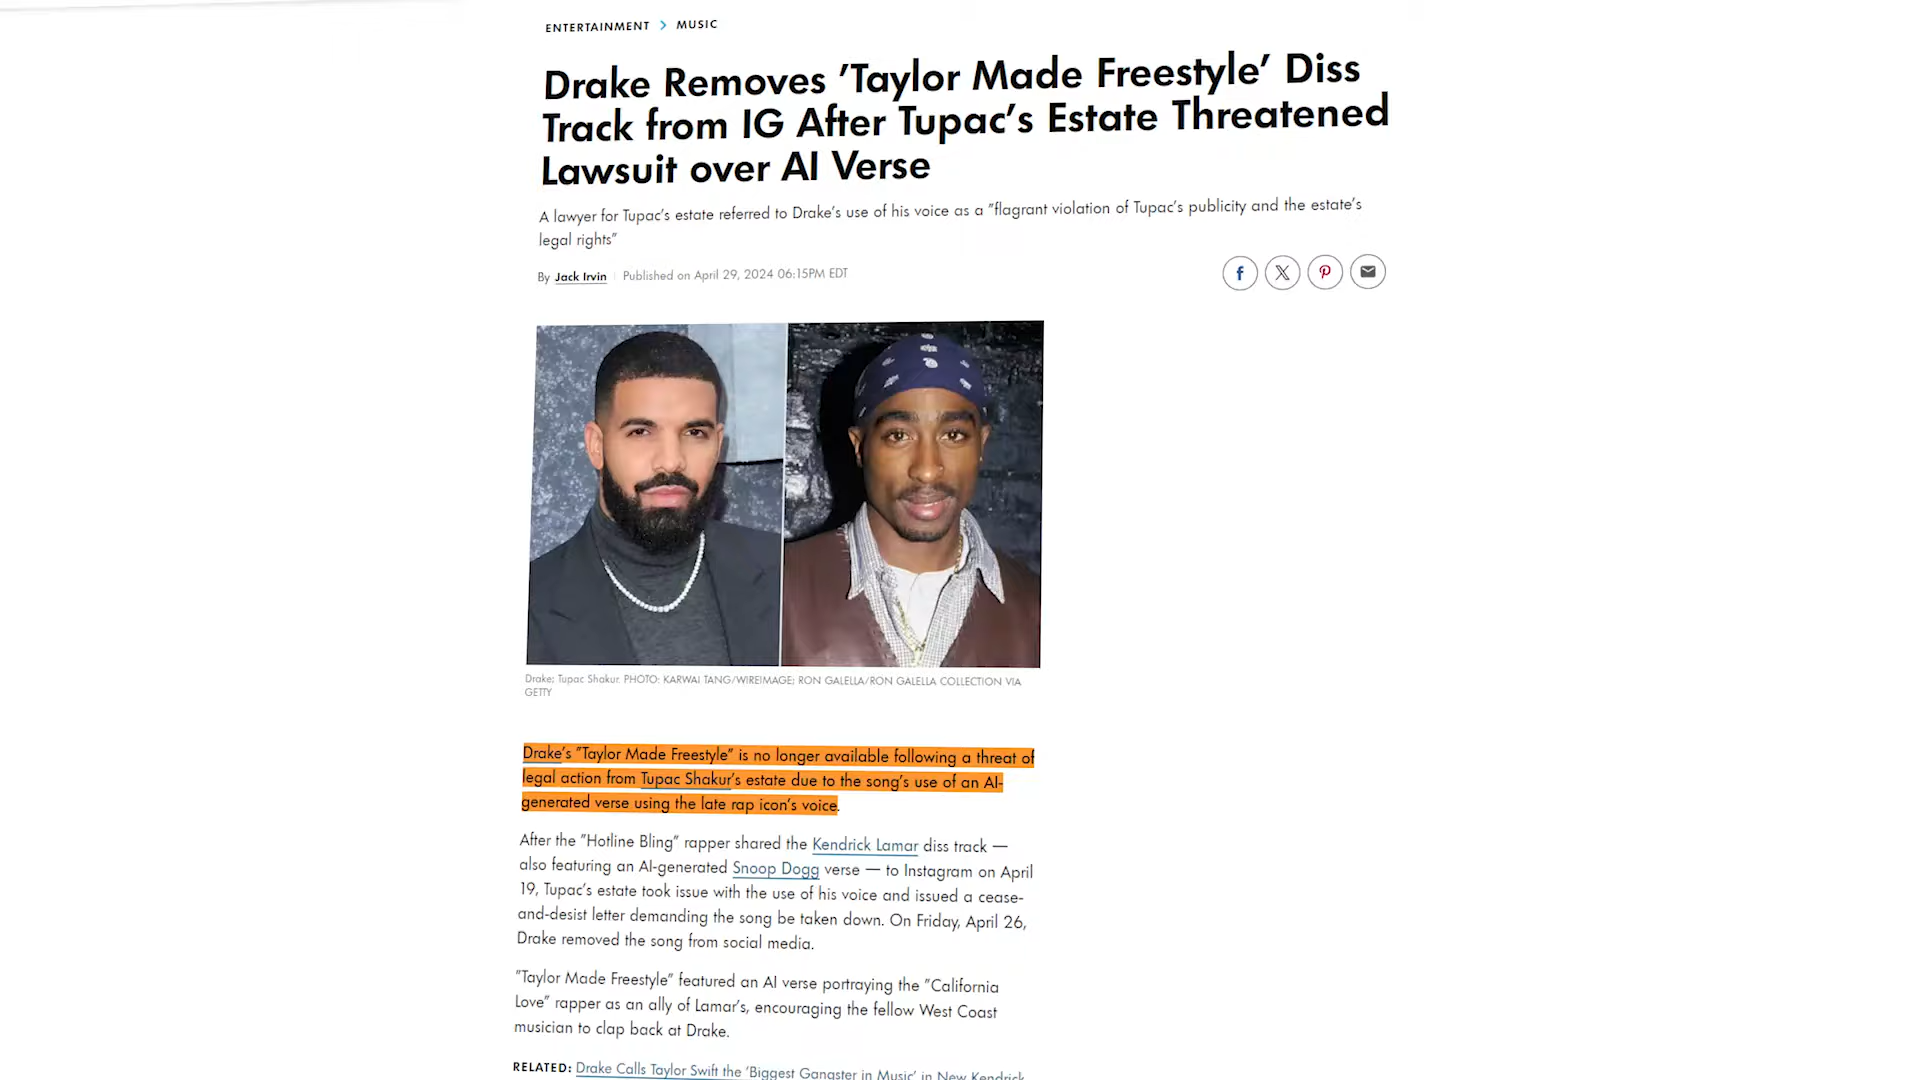 ENTERTAINMENT > MUSIC
Drake Removes 'Taylor Made Freestyle' Diss
Track from IG After Tupac's Estate Threatened
Lawsuit over AI Verse
A lawyer for Tupac's estate referred to Drake's use of his voice as a "flagrant violation of Tupac's publicity and the estate's
legal rights"
By Jack Irvin | Published on April 29, 2024 06:15PM EDT
Drake; Tupac Shakur. PHOTO: KARWAI TANG/WIREIMAGE; RON GALELLA/RON GALELLA COLLECTION VIA
GETTY
Drake's "Taylor Made Freestyle" is no longer available following a threat of
legal action from Tupac Shakur's estate due to the song's use of an AI-
generated verse using the late rap icon's voice.
After the "Hotline Bling" rapper shared the Kendrick Lamar diss track —
also featuring an AI-generated Snoop Dogg verse — to Instagram on April
19, Tupac's estate took issue with the use of his voice and issued a cease-
and-desist letter demanding the song be taken down. On Friday, April 26,
Drake removed the song from social media.
"Taylor Made Freestyle" featured an AI verse portraying the "California
Love" rapper as an ally of Lamar's, encouraging the fellow West Coast
musician to clap back at Drake.
RELATED: Drake Calls Taylor Swift the 'Biggest Gangster in Music' in New Kendrick